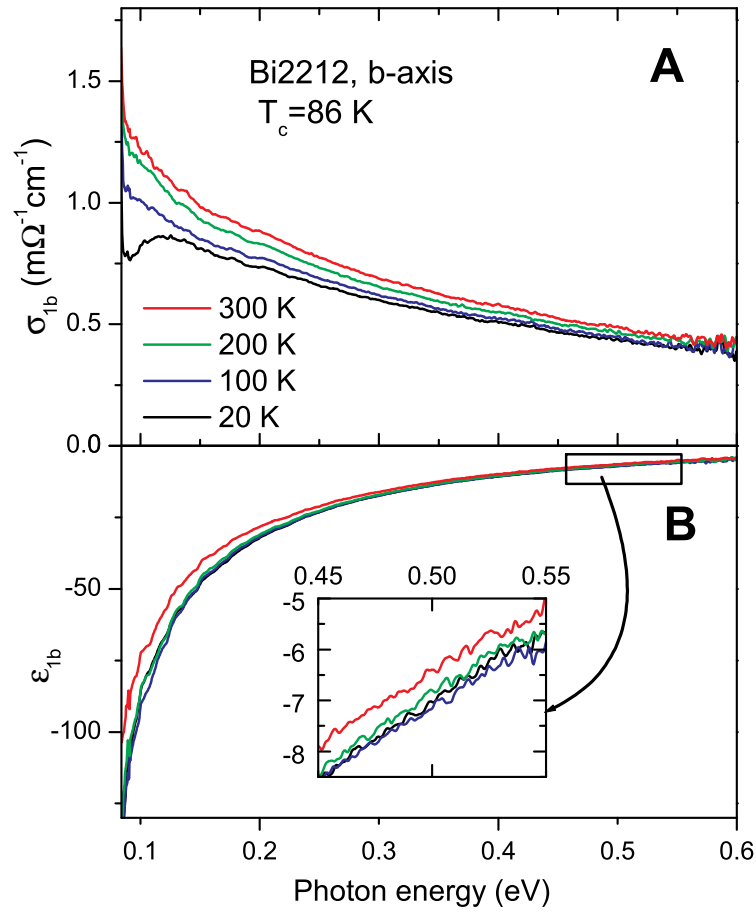 A
Bi2212, b-axis
T_c=86 K
1.5
1.0
0.5
0.0
σ_1b (mΩ⁻¹cm⁻¹)
300 K
200 K
100 K
20 K
B
0
-50
-100
ε_1b
0.45 0.50 0.55
-5
-6
-7
-8
0.1 0.2 0.3 0.4 0.5 0.6
Photon energy (eV)